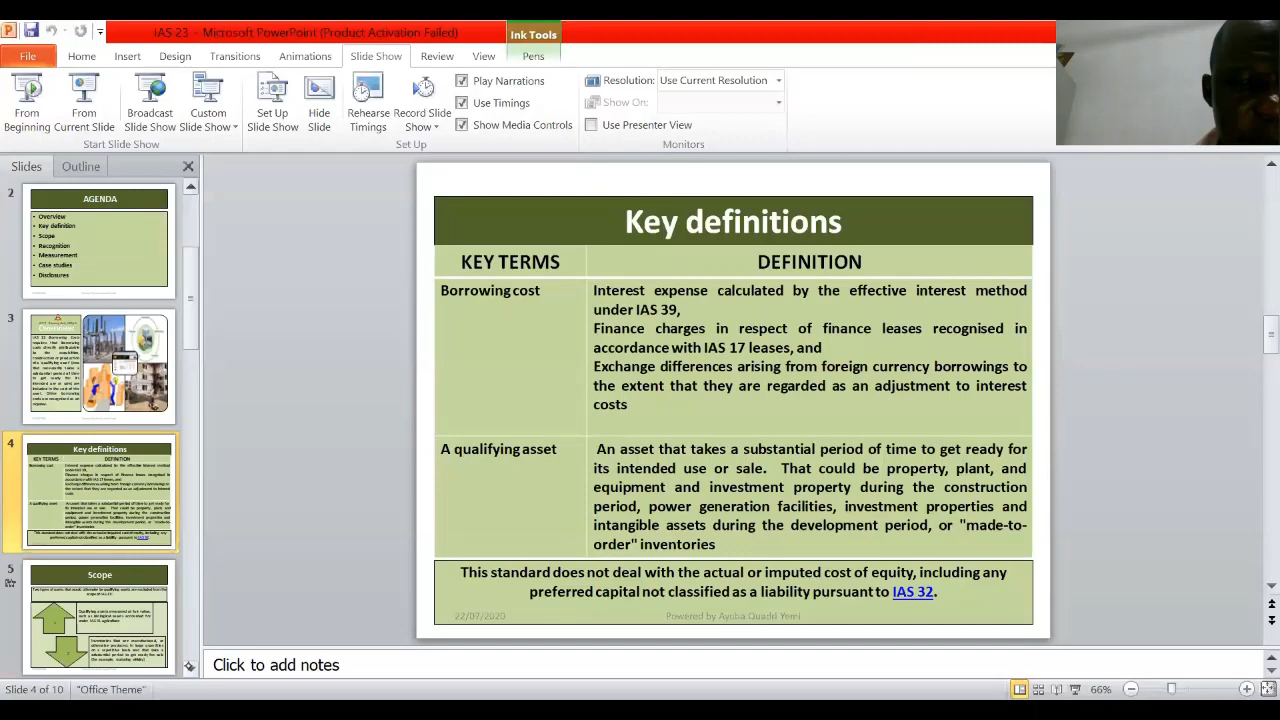 IAS 23 - Microsoft PowerPoint (Product Activation Failed)
Ink Tools
File
Home
Insert
Design
Transitions
Animations
Slide Show
Review
View
Pens
From Beginning
From Current Slide
Broadcast Slide Show
Custom Slide Show
Set Up Slide Show
Hide Slide
Rehearse Timings
Record Slide Show
Play Narrations
Use Timings
Show Media Controls
Resolution: Use Current Resolution
Show On:
Use Presenter View
Start Slide Show
Set Up
Monitors
Slides
Outline
2
AGENDA
• Overview
• Key definition
• Scope
• Recognition
• Measurement
• Case studies
• Disclosures
3
4
Key definitions
KEY TERMS
DEFINITION
5
Scope
Key definitions
KEY TERMS
DEFINITION
Borrowing cost
Interest expense calculated by the effective interest method
under IAS 39,
Finance charges in respect of finance leases recognised in
accordance with IAS 17 leases, and
Exchange differences arising from foreign currency borrowings to
the extent that they are regarded as an adjustment to interest
costs
A qualifying asset
An asset that takes a substantial period of time to get ready for
its intended use or sale. That could be property, plant, and
equipment and investment property during the construction
period, power generation facilities, investment properties and
intangible assets during the development period, or "made-to-
order" inventories
This standard does not deal with the actual or imputed cost of equity, including any
preferred capital not classified as a liability pursuant to IAS 32.
22/07/2020
Powered by Ayuba Quadri Yemi
Click to add notes
Slide 4 of 10
"Office Theme"
66%